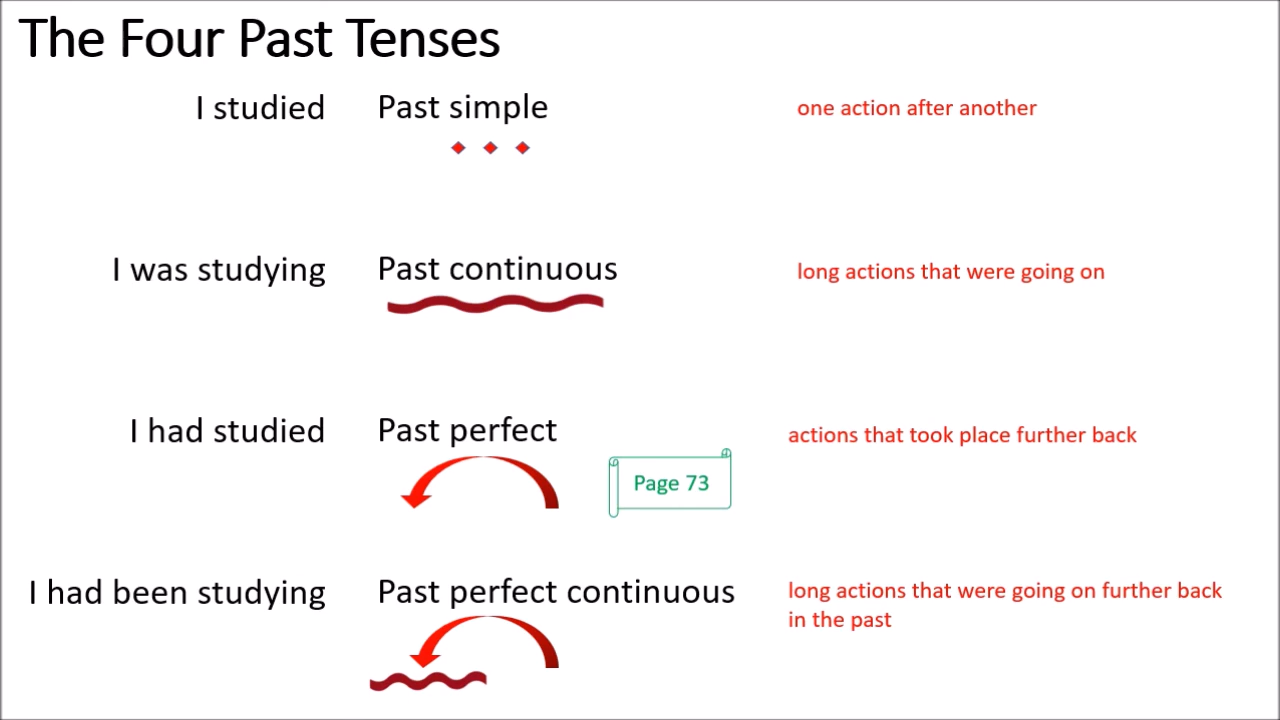 The Four Past Tenses
I studied Past simple one action after another
I was studying Past continuous long actions that were going on
I had studied Past perfect actions that took place further back
Page 73
I had been studying Past perfect continuous long actions that were going on further back
in the past